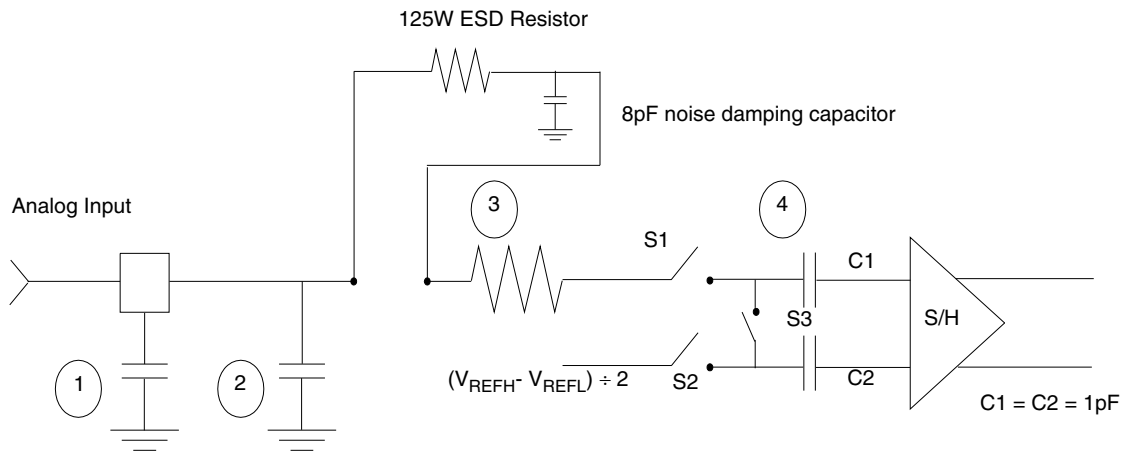 125W ESD Resistor
8pF noise damping capacitor
Analog Input
3
4
S1
C1
S3
S/H
1
2
(VREFH- VREFL) ÷ 2
S2
C2
C1 = C2 = 1pF